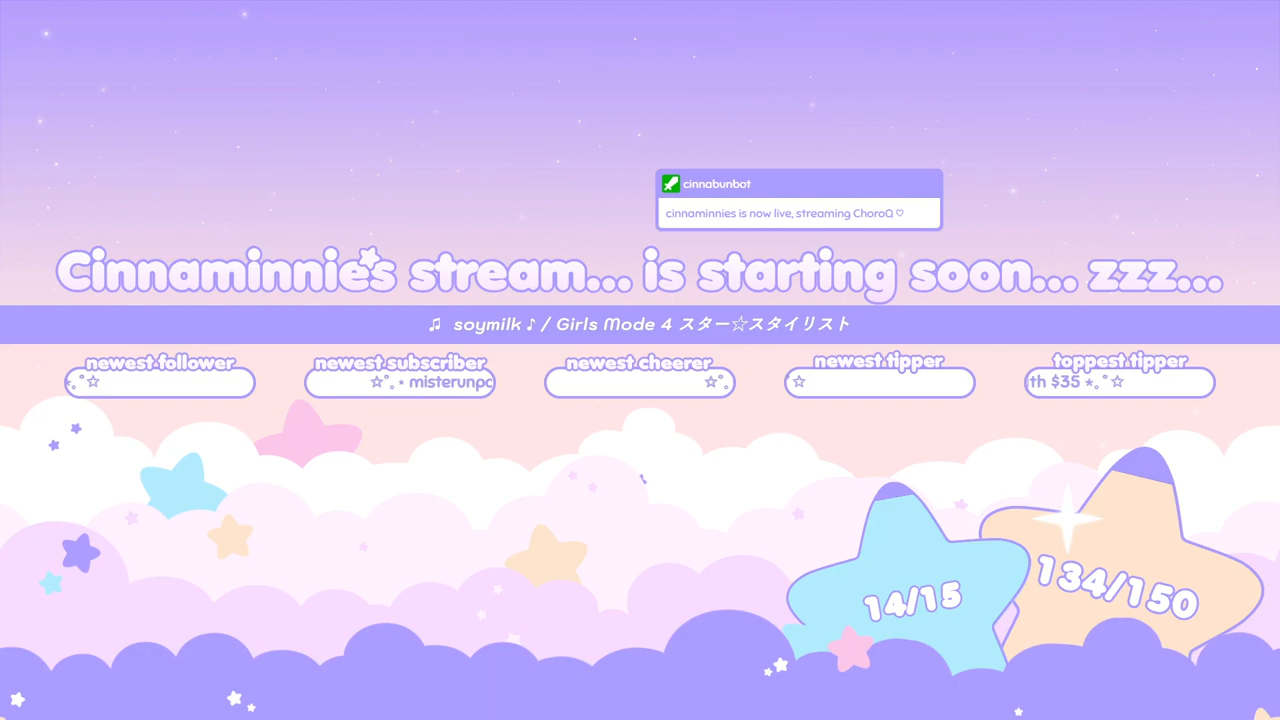 cinnabunbot
cinnaminnies is now live, streaming ChoroQ ♡
Cinnaminnie's stream... is starting soon... zzz...
♫ soymilk ♪ / Girls Mode 4 スター☆スタイリスト
newest follower
newest subscriber
newest cheerer
newest tipper
toppest tipper
⋆｡˚☆
☆˚｡⋆ misterunpo
☆˚｡
☆
th $35 ⋆｡˚☆
14/15
134/150